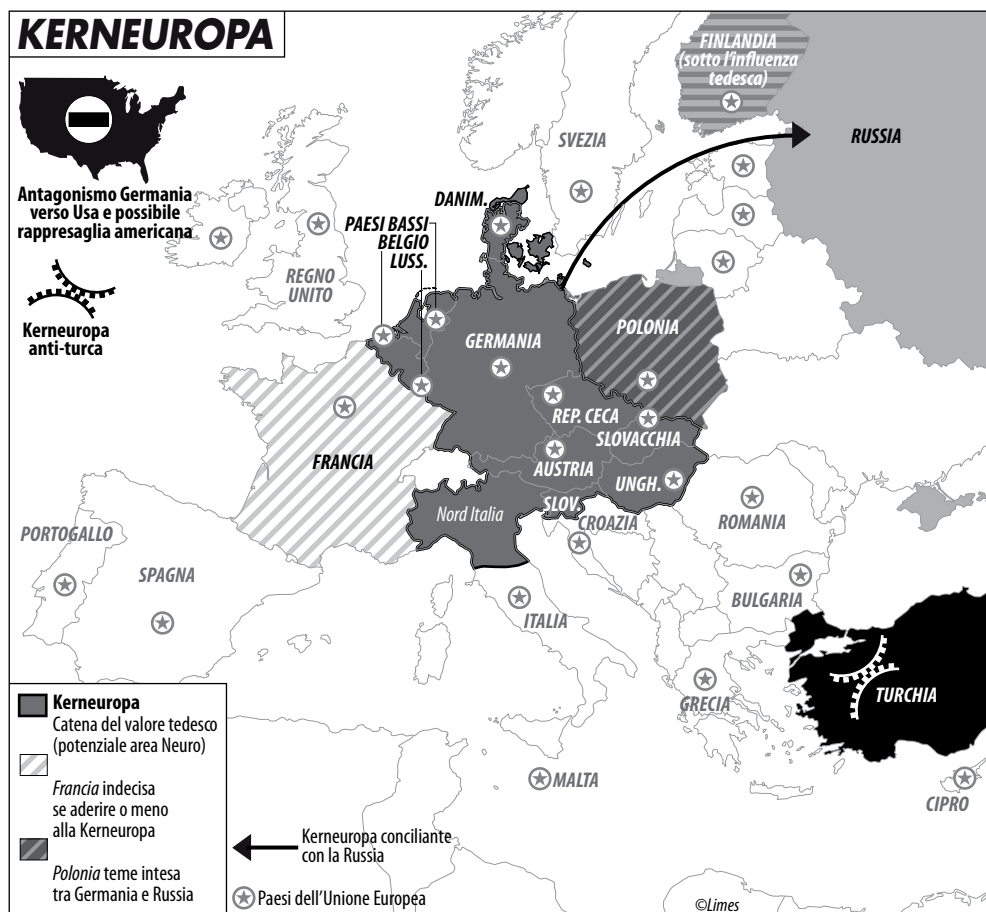 KERNEUROPA
Antagonismo Germania
verso Usa e possibile
rappresaglia americana
Kerneuropa
anti-turca
FINLANDIA
(sotto l'influenza
tedesca)
RUSSIA
SVEZIA
DANIM.
PAESI BASSI
BELGIO
LUSS.
REGNO
UNITO
GERMANIA
POLONIA
REP. CECA
SLOVACCHIA
FRANCIA
AUSTRIA
UNGH.
Nord Italia
SLOV.
CROAZIA
ROMANIA
PORTOGALLO
SPAGNA
BULGARIA
ITALIA
TURCHIA
GRECIA
MALTA
CIPRO
Kerneuropa
Catena del valore tedesco
(potenziale area Neuro)
Francia indecisa
se aderire o meno
alla Kerneuropa
Polonia teme intesa
tra Germania e Russia
Kerneuropa conciliante
con la Russia
Paesi dell'Unione Europea
©Limes